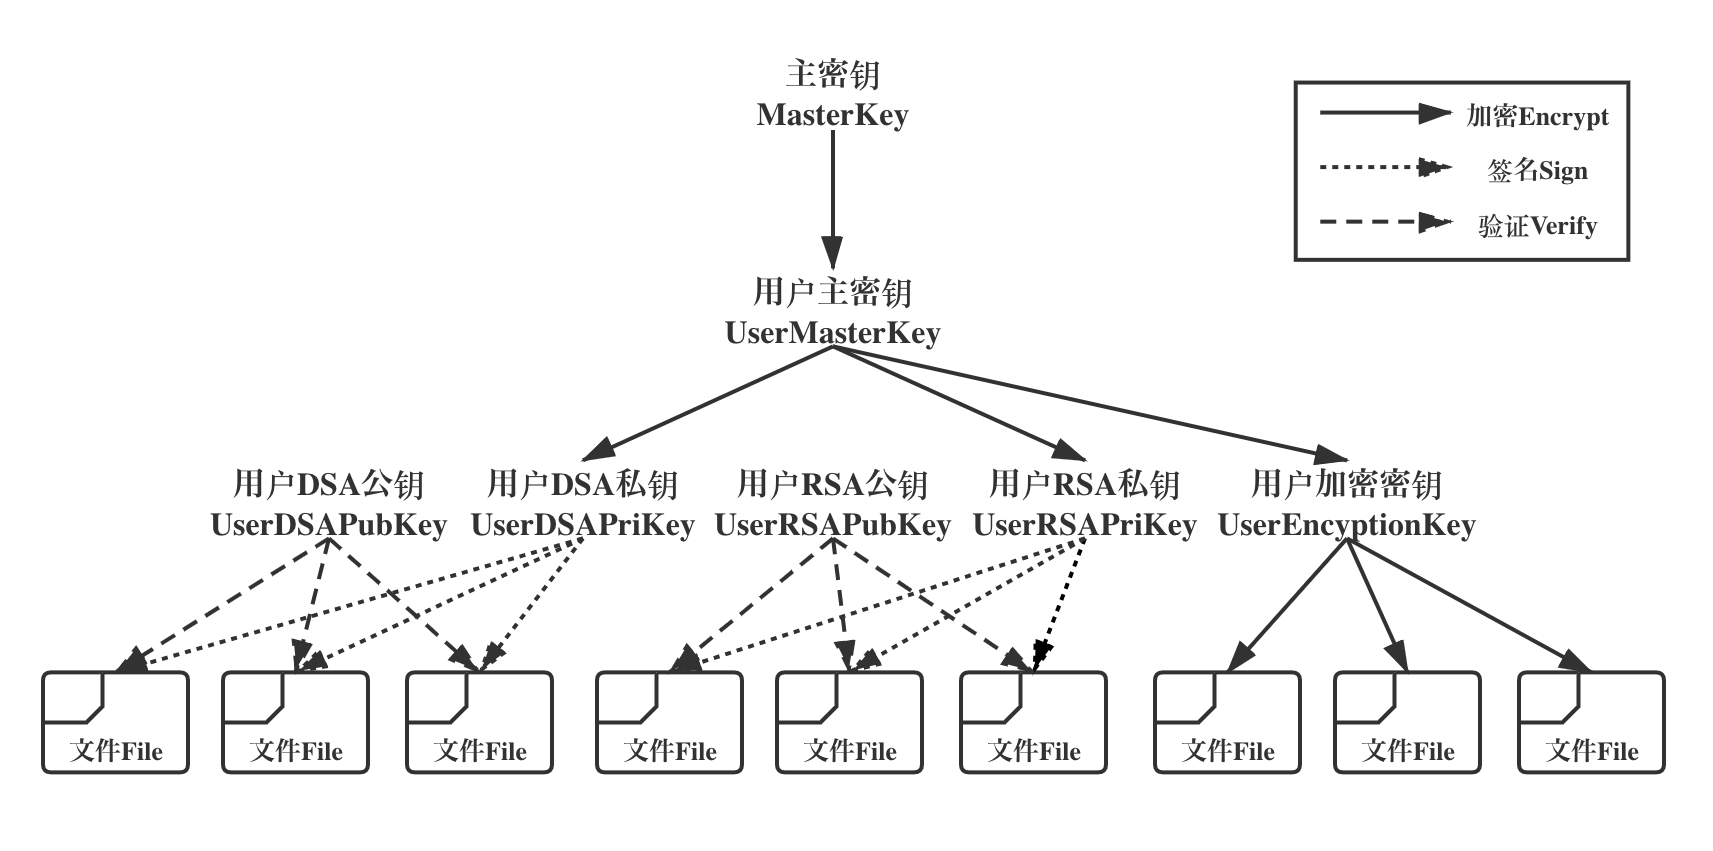 主密钥
MasterKey
加密Encrypt
签名Sign
验证Verify
用户主密钥
UserMasterKey
用户DSA公钥
UserDSAPubKey
用户DSA私钥
UserDSAPriKey
用户RSA公钥
UserRSAPubKey
用户RSA私钥
UserRSAPriKey
用户加密密钥
UserEncyptionKey
文件File
文件File
文件File
文件File
文件File
文件File
文件File
文件File
文件File